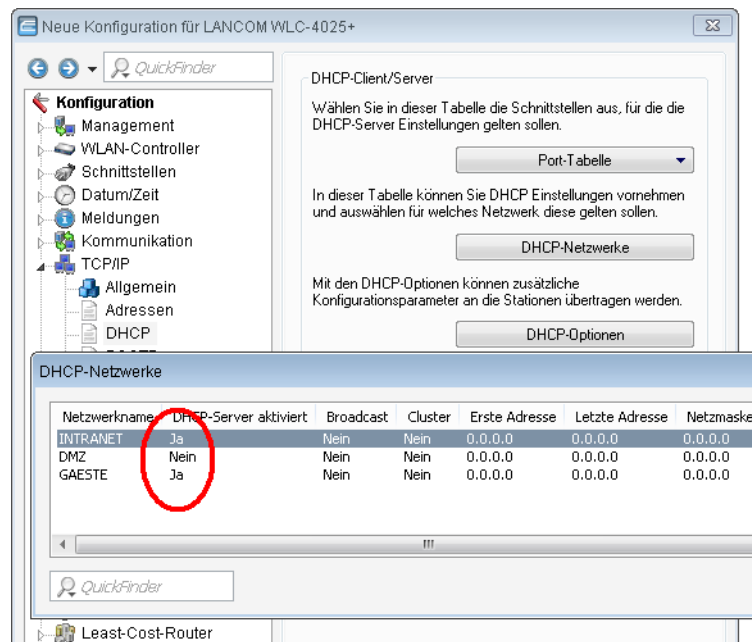 Neue Konfiguration für LANCOM WLC-4025+
QuickFinder
Konfiguration
Management
WLAN-Controller
Schnittstellen
Datum/Zeit
Meldungen
Kommunikation
TCP/IP
Allgemein
Adressen
DHCP
DHCP-Client/Server
Wählen Sie in dieser Tabelle die Schnittstellen aus, für die die
DHCP-Server Einstellungen gelten sollen.
Port-Tabelle
In dieser Tabelle können Sie DHCP Einstellungen vornehmen
und auswählen für welches Netzwerk diese gelten sollen.
DHCP-Netzwerke
Mit den DHCP-Optionen können zusätzliche
Konfigurationsparameter an die Stationen übertragen werden.
DHCP-Optionen
DHCP-Netzwerke
Netzwerkname DHCP-Server aktiviert Broadcast Cluster Erste Adresse Letzte Adresse Netzmaske
INTRANET Ja Nein Nein 0.0.0.0 0.0.0.0 0.0.0.0
DMZ Nein Nein Nein 0.0.0.0 0.0.0.0 0.0.0.0
GAESTE Ja Nein Nein 0.0.0.0 0.0.0.0 0.0.0.0
QuickFinder
Least-Cost-Router